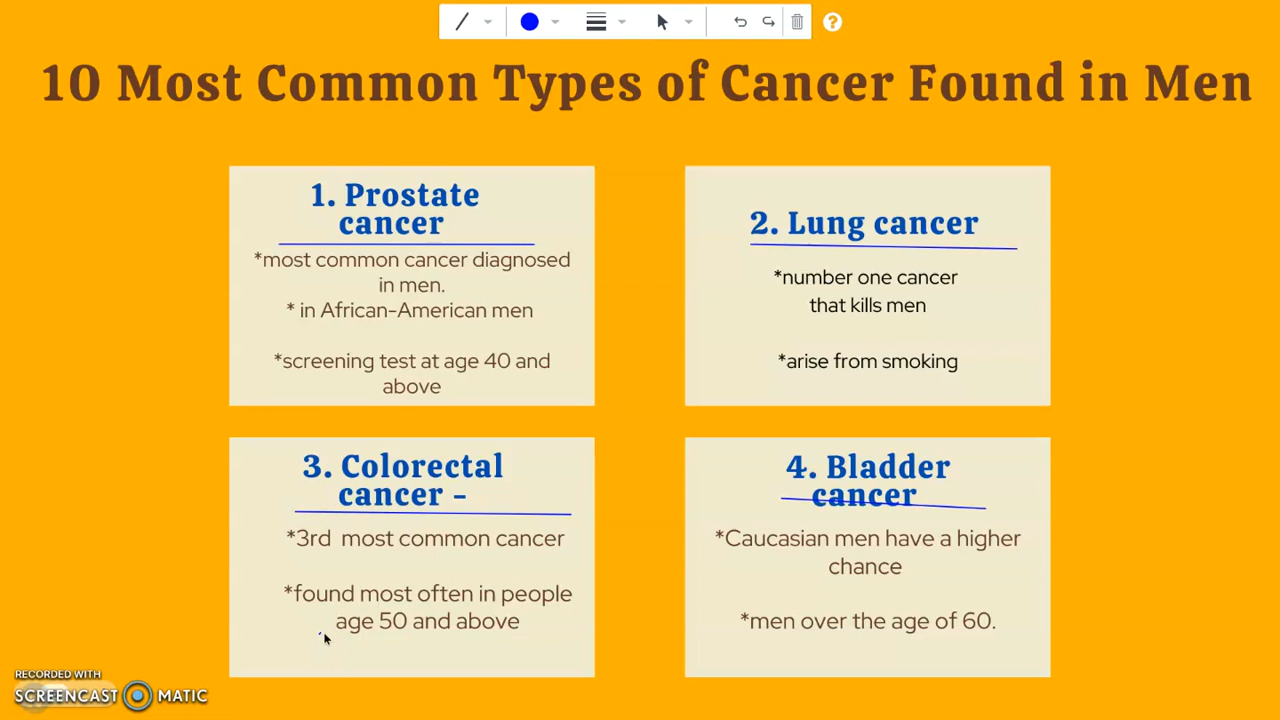 10 Most Common Types of Cancer Found in Men
1. Prostate
cancer
*most common cancer diagnosed
in men.
* in African-American men
*screening test at age 40 and
above
2. Lung cancer
*number one cancer
that kills men
*arise from smoking
3. Colorectal
cancer -
*3rd most common cancer
*found most often in people
age 50 and above
4. Bladder
cancer
*Caucasian men have a higher
chance
*men over the age of 60.
RECORDED WITH
SCREENCAST MATIC